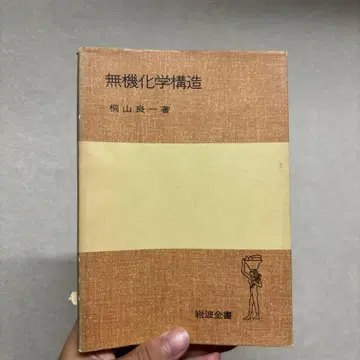 無機化学構造
桐山良一著
岩波全書